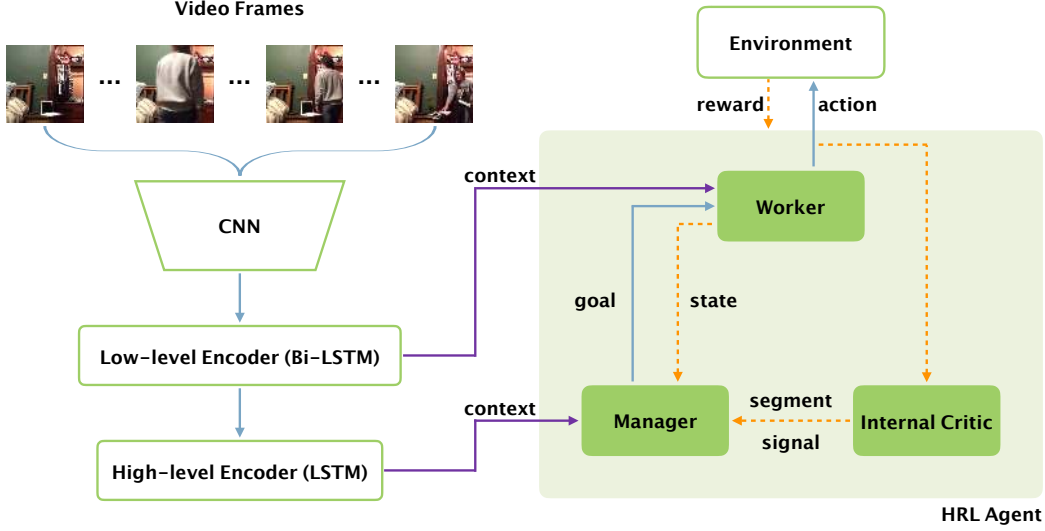 Video Frames
... ... ...
CNN
Low-level Encoder (Bi-LSTM)
High-level Encoder (LSTM)
context
context
Environment
reward
action
Worker
goal
state
Manager
segment
signal
Internal Critic
HRL Agent